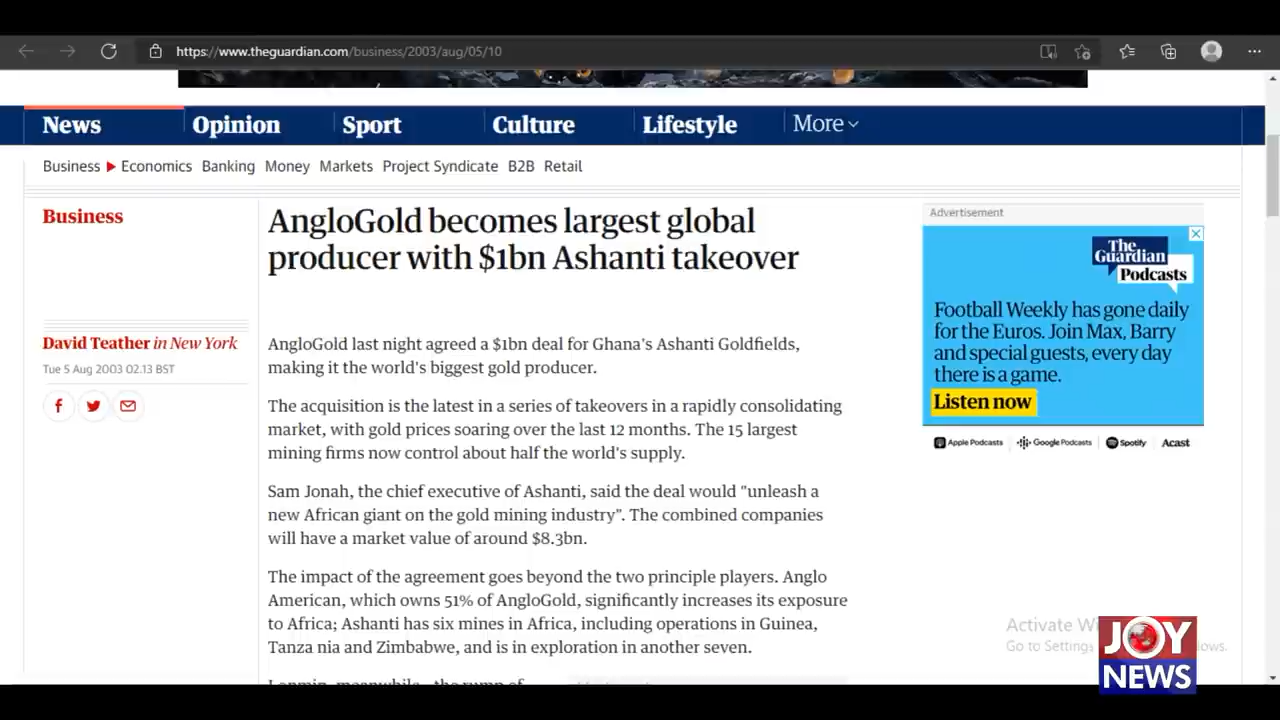 https://www.theguardian.com/business/2003/aug/05/10
News Opinion Sport Culture Lifestyle More
Business Economics Banking Money Markets Project Syndicate B2B Retail
Business
AngloGold becomes largest global
producer with $1bn Ashanti takeover
David Teather in New York
Tue 5 Aug 2003 02.13 BST
AngloGold last night agreed a $1bn deal for Ghana's Ashanti Goldfields,
making it the world's biggest gold producer.
The acquisition is the latest in a series of takeovers in a rapidly consolidating
market, with gold prices soaring over the last 12 months. The 15 largest
mining firms now control about half the world's supply.
Sam Jonah, the chief executive of Ashanti, said the deal would "unleash a
new African giant on the gold mining industry". The combined companies
will have a market value of around $8.3bn.
The impact of the agreement goes beyond the two principle players. Anglo
American, which owns 51% of AngloGold, significantly increases its exposure
to Africa; Ashanti has six mines in Africa, including operations in Guinea,
Tanza nia and Zimbabwe, and is in exploration in another seven.
Lonmin, meanwhile - the rump of
Advertisement
The
Guardian
Podcasts
Football Weekly has gone daily
for the Euros. Join Max, Barry
and special guests, every day
there is a game.
Listen now
Apple Podcasts Google Podcasts Spotify Acast
Activate
Go to Settings
JOY
NEWS